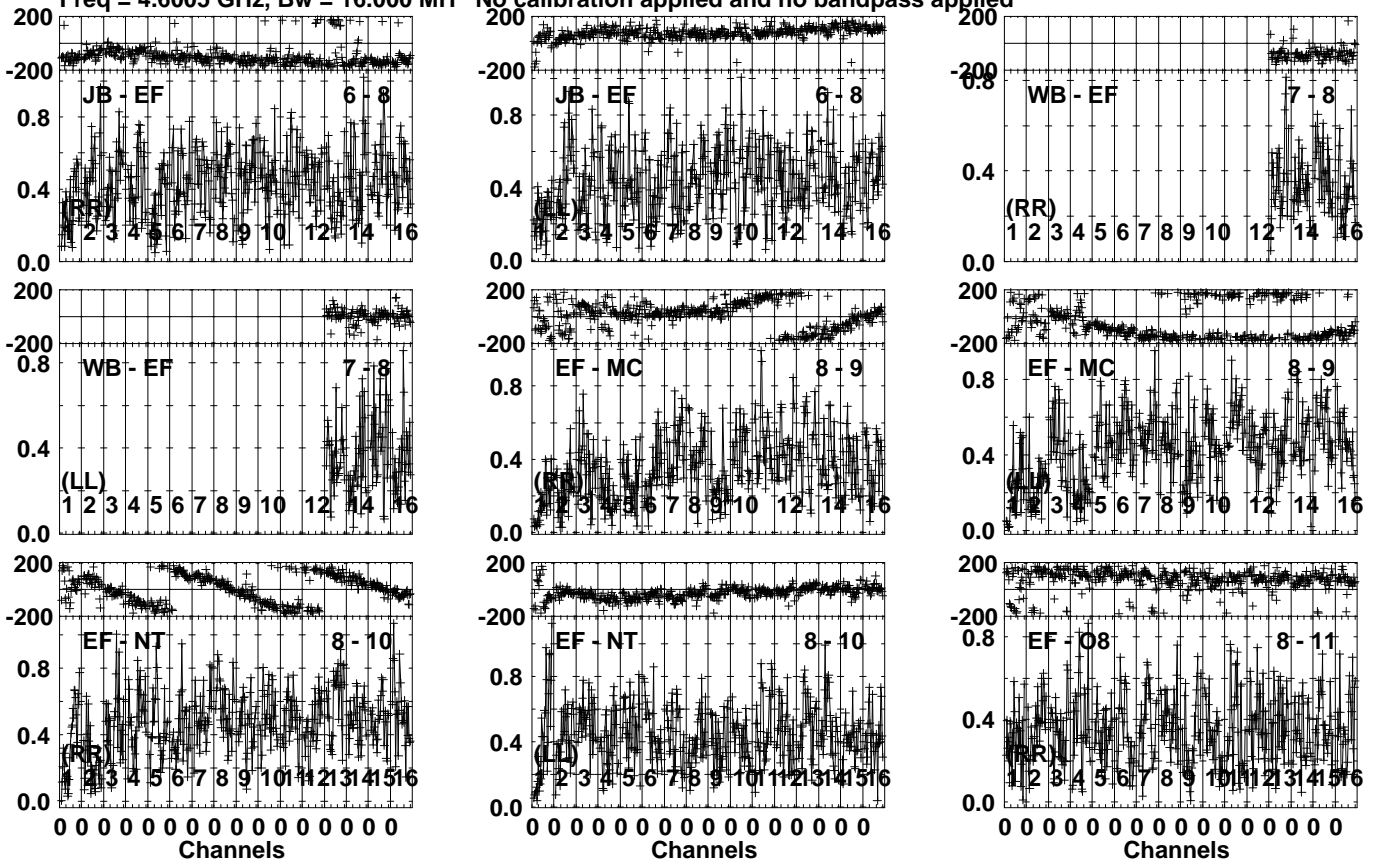 Freq = 4.6005 GHz, Bw = 16.000 MH No calibration applied and no bandpass applied
200 200 200
-200 -200 -200
JB - EF 6 - 8 JB - EF 6 - 8 WB - EF 7 - 8
0.8 0.8 0.8
0.4 0.4 0.4
(RR) (LL) (RR)
1 2 3 4 5 6 7 8 9 10 12 14 16 1 2 3 4 5 6 7 8 9 10 12 14 16 1 2 3 4 5 6 7 8 9 10 12 14 16
0.0 0.0 0.0
200 200 200
-200 -200 -200
WB - EF 7 - 8 EF - MC 8 - 9 EF - MC 8 - 9
0.8 0.8 0.8
0.4 0.4 0.4
(LL) (RR) (LL)
1 2 3 4 5 6 7 8 9 10 12 14 16 1 2 3 4 5 6 7 8 9 10 12 14 16 1 2 3 4 5 6 7 8 9 10 12 14 16
0.0 0.0 0.0
200 200 200
-200 -200 -200
EF - NT 8 - 10 EF - NT 8 - 10 EF - O8 8 - 11
0.8 0.8 0.8
0.4 0.4 0.4
(RR) (LL) (RR)
1 2 3 4 5 6 7 8 9 10 11 12 13 14 15 16 1 2 3 4 5 6 7 8 9 10 11 12 13 14 15 16 1 2 3 4 5 6 7 8 9 10 11 12 13 14 15 16
0.0 0.0 0.0
0 0 0 0 0 0 0 0 0 0 0 0 0 0 0 0 0 0 0 0 0 0 0 0 0 0 0 0 0 0 0 0 0 0 0 0 0 0 0 0 0 0 0 0 0 0 0 0
Channels Channels Channels